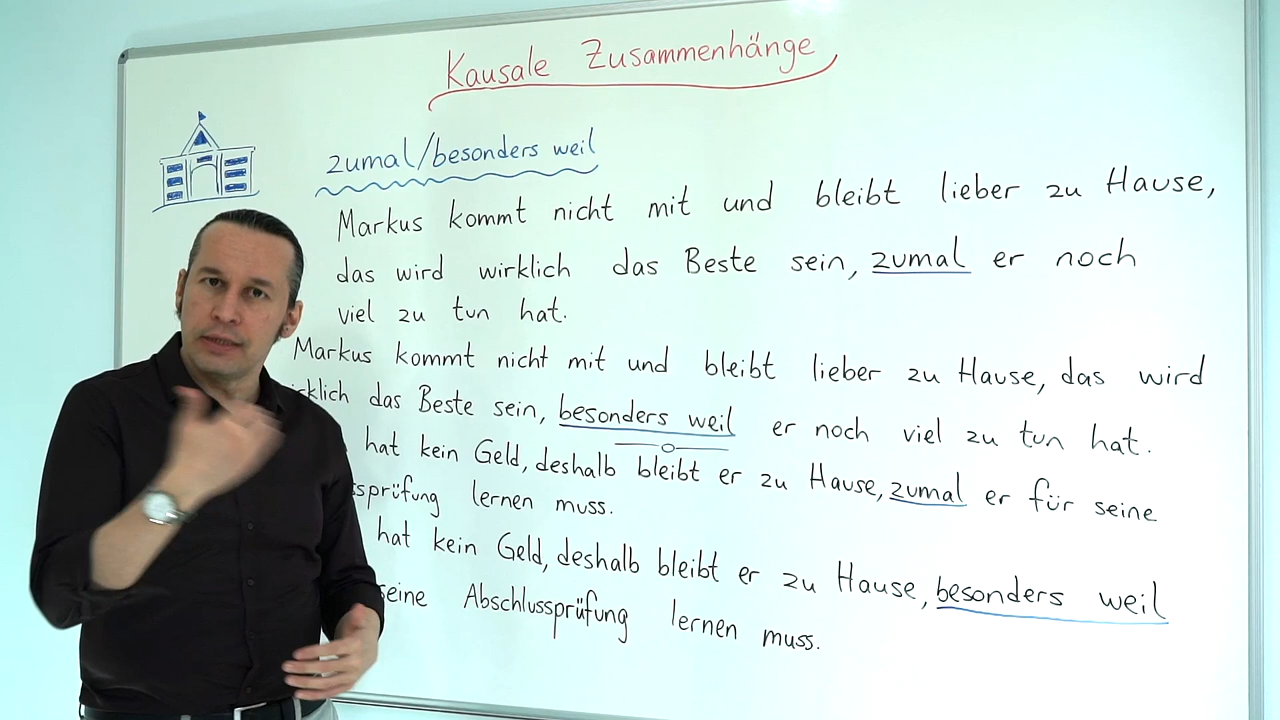 Kausale Zusammenhänge
zumal/besonders weil
Markus kommt nicht mit und bleibt lieber zu Hause,
das wird wirklich das Beste sein, zumal er noch
viel zu tun hat.
Markus kommt nicht mit und bleibt lieber zu Hause, das wird
rklich das Beste sein, besonders weil er noch viel zu tun hat.
hat kein Geld, deshalb bleibt er zu Hause, zumal er für seine
ssprüfung lernen muss.
hat kein Geld, deshalb bleibt er zu Hause, besonders weil
seine Abschlussprüfung lernen muss.